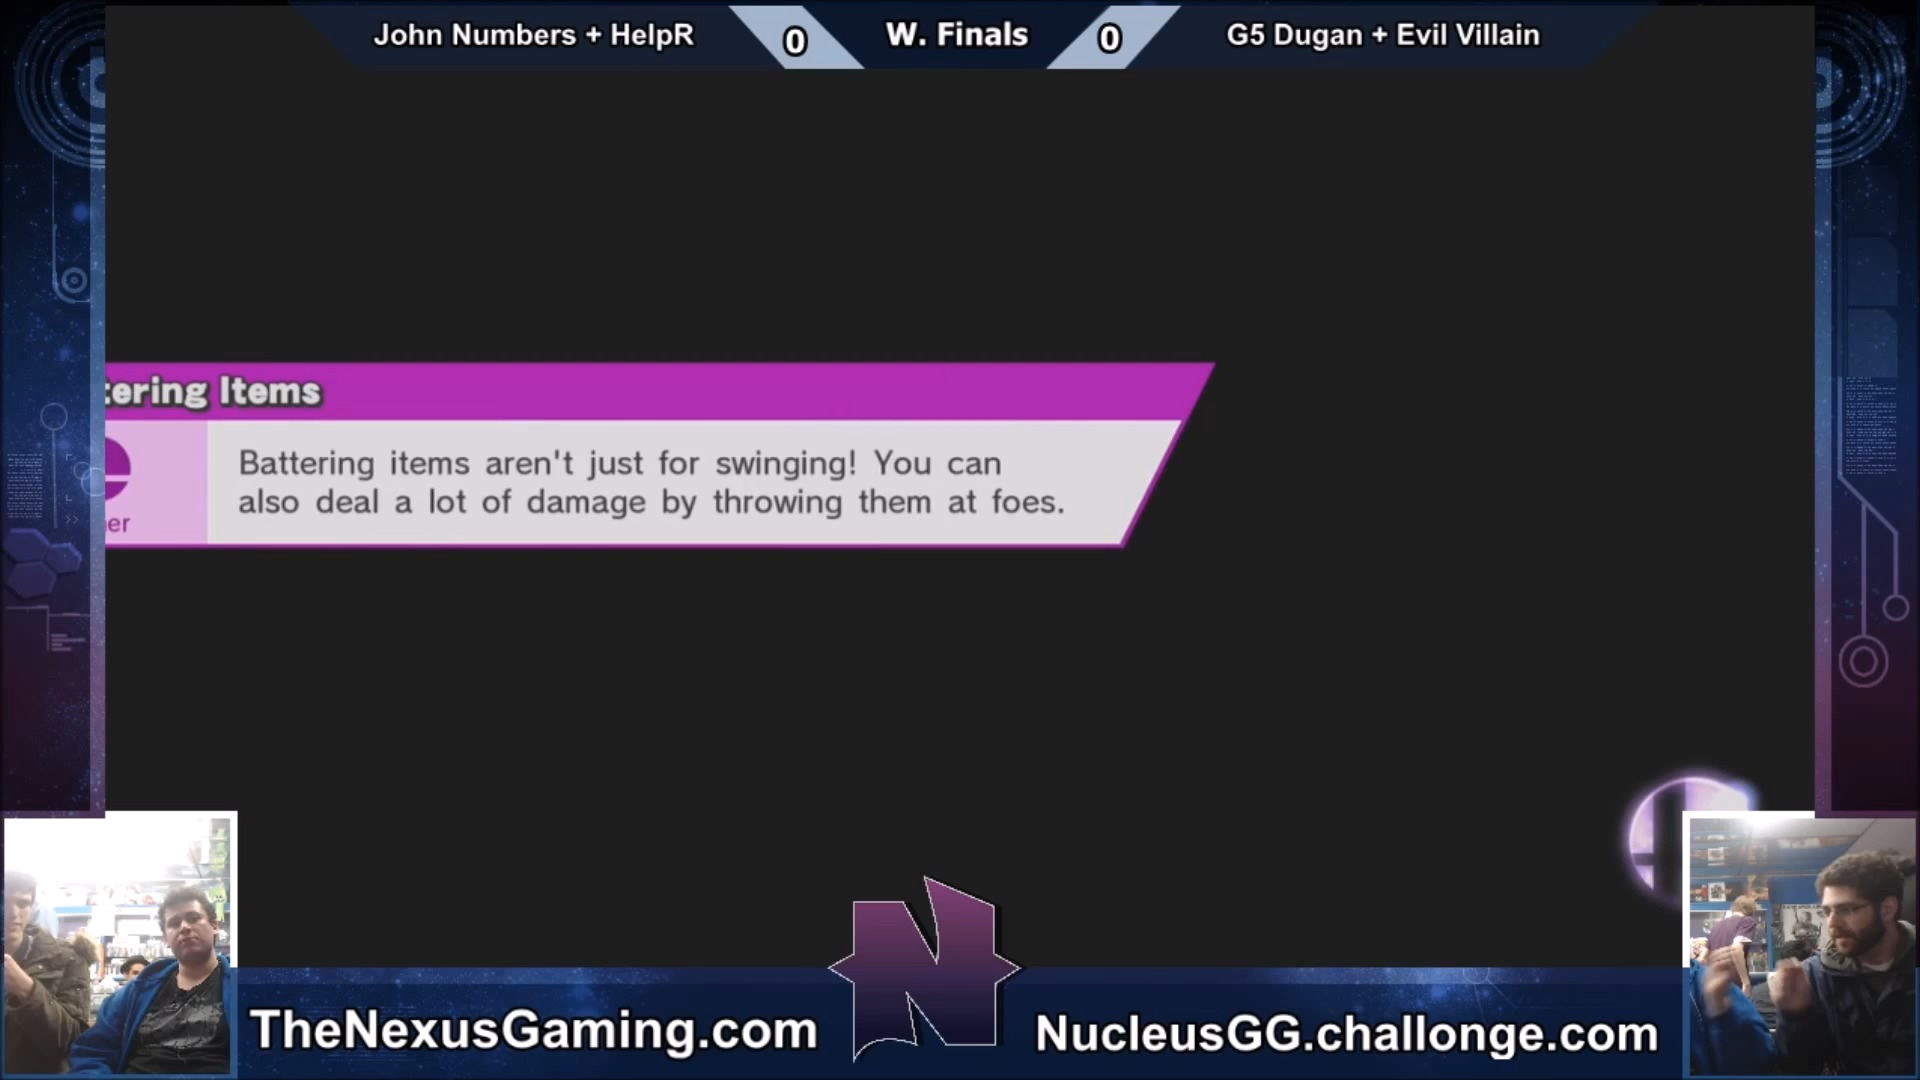 John Numbers + HelpR 0 W. Finals 0 G5 Dugan + Evil Villain
tering Items
Battering items aren't just for swinging! You can
also deal a lot of damage by throwing them at foes.
er
TheNexusGaming.com NucleusGG.challonge.com